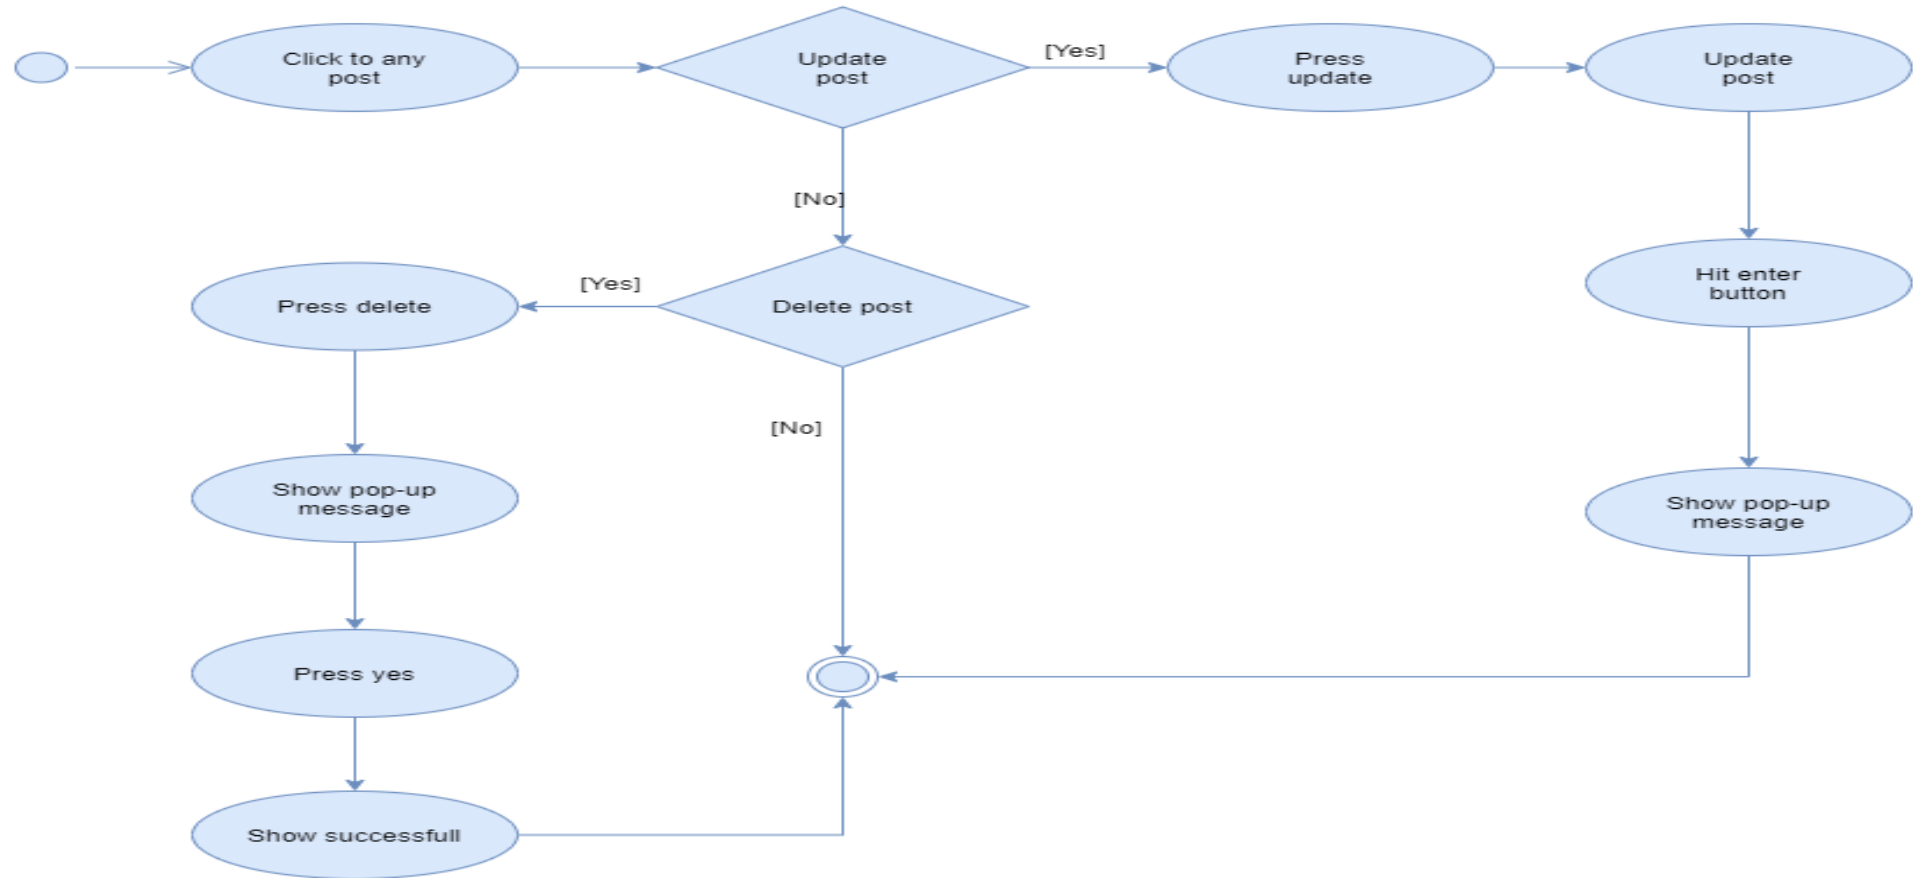 Click to any
post
Update
post
[Yes]
Press
update
Update
post
[No]
Hit enter
button
Press delete
[Yes]
Delete post
[No]
Show pop-up
message
Show pop-up
message
Press yes
Show successfull